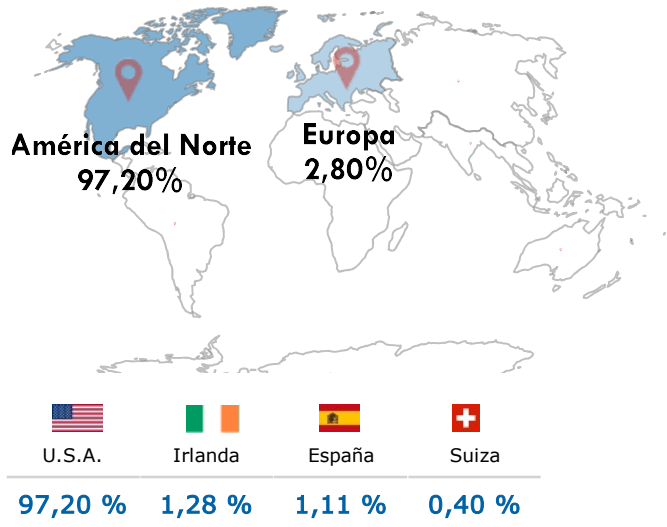 América del Norte
97,20%
Europa
2,80%
U.S.A. Irlanda España Suiza
97,20 % 1,28 % 1,11 % 0,40 %